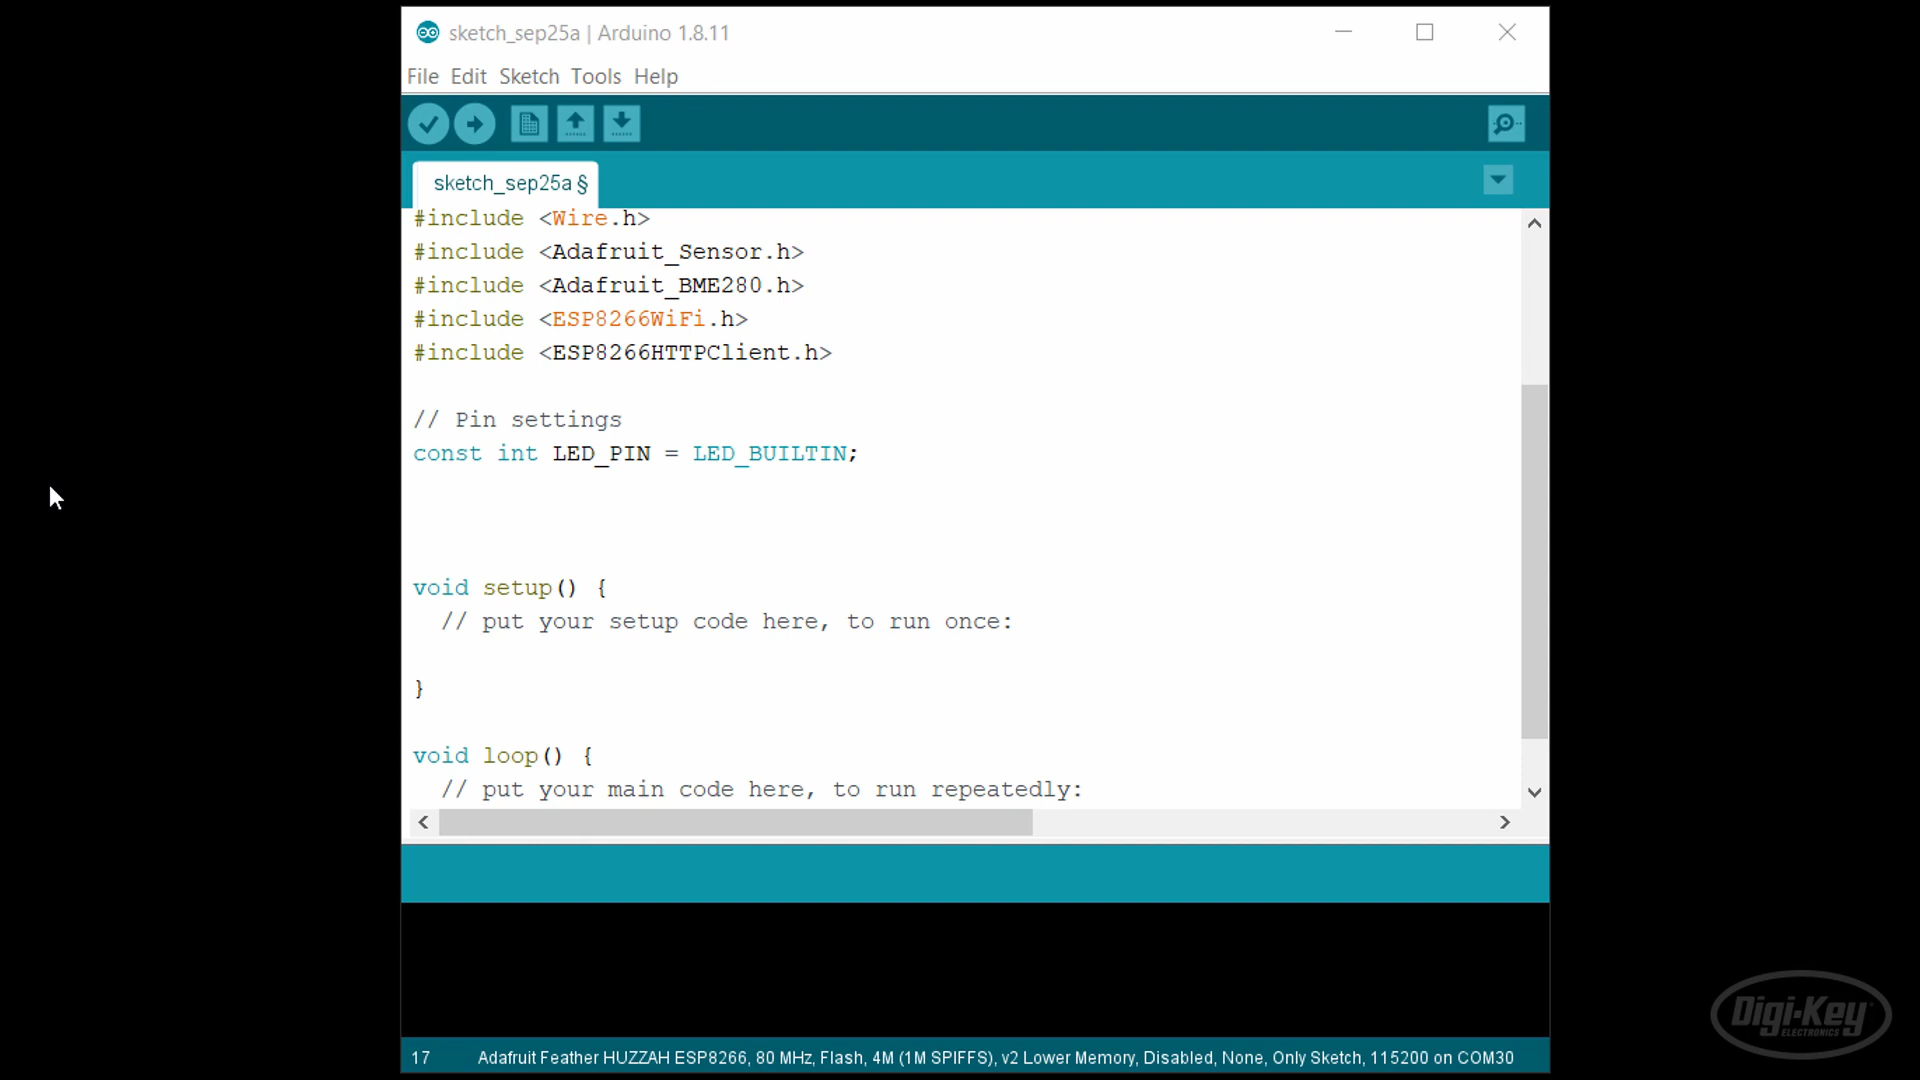 sketch_sep25a | Arduino 1.8.11
File Edit Sketch Tools Help
sketch_sep25a §
#include <Wire.h>
#include <Adafruit_Sensor.h>
#include <Adafruit_BME280.h>
#include <ESP8266WiFi.h>
#include <ESP8266HTTPClient.h>
// Pin settings
const int LED_PIN = LED_BUILTIN;
void setup() {
// put your setup code here, to run once:
}
void loop() {
// put your main code here, to run repeatedly:
17 Adafruit Feather HUZZAH ESP8266, 80 MHz, Flash, 4M (1M SPIFFS), v2 Lower Memory, Disabled, None, Only Sketch, 115200 on COM30
Digi-Key
ELECTRONICS